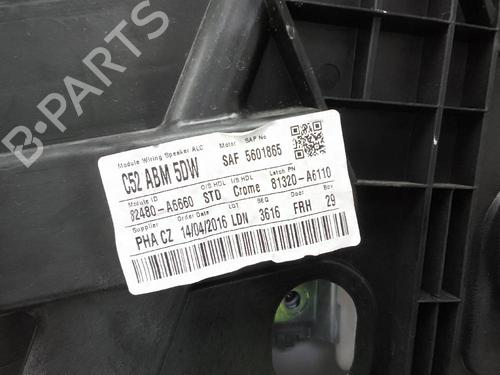 B-PARTS
Module Wiring Speaker ALC Motor SAP No
C52 ABM 5DW SAF 5601865
Module ID O/S HDL I/S HDL Latch PN
82480-A6660 STD Crome 81320-A6110
Supplier Order Date LGT SEQ Door Box
PHA CZ 14/04/2016 LDN 3616 FRH 29